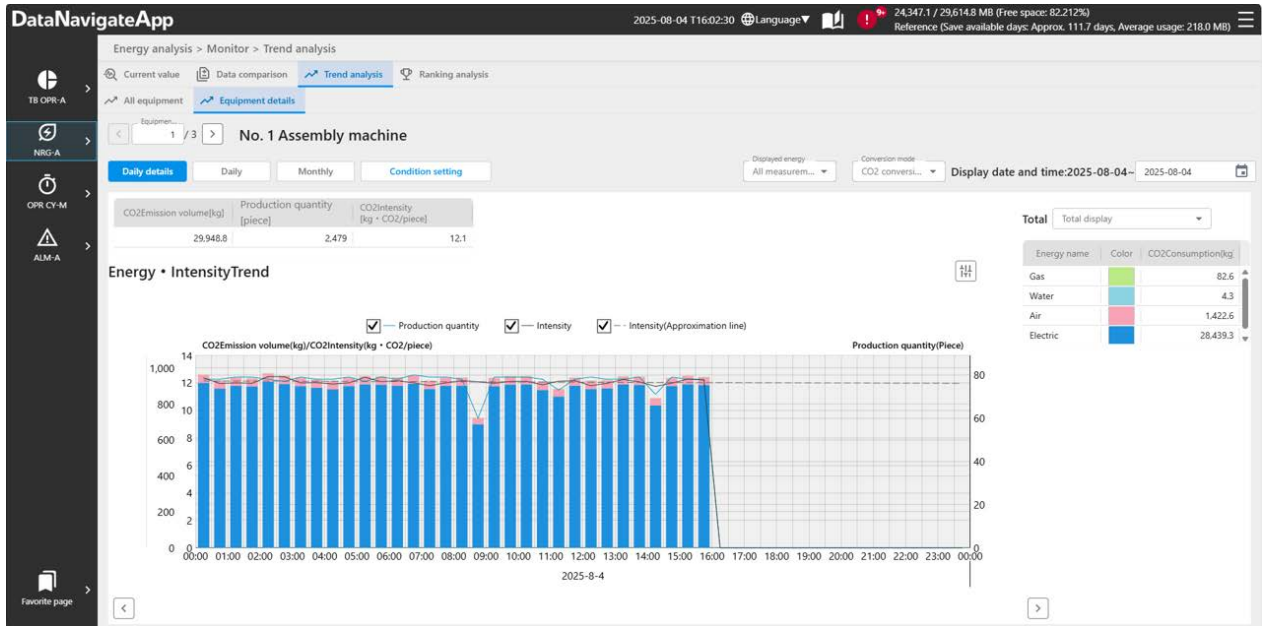 DataNavigateApp
2025-08-04 T16:02:30 Language▼
9+
24,347.1 / 29,614.8 MB (Free space: 82.212%)
Reference (Save available days: Approx. 111.7 days, Average usage: 218.0 MB)
Energy analysis > Monitor > Trend analysis
Current value Data comparison Trend analysis Ranking analysis
All equipment Equipment details
TB OPR-A
NRG-A
OPR CY-M
ALM-A
Favorite page
Equipmen...
1 / 3 No. 1 Assembly machine
Daily details Daily Monthly Condition setting
Displayed energy
All measurem...
Conversion mode
CO2 conversi...
Display date and time:2025-08-04~ 2025-08-04
CO2Emission volume[kg] Production quantity [piece] CO2Intensity [kg・CO2/piece]
29,948.8 2,479 12.1
Total Total display
Energy name Color CO2Consumption(kg
Gas 82.6
Water 4.3
Air 1,422.6
Electric 28,439.3
Energy・IntensityTrend
Production quantity Intensity Intensity(Approximation line)
CO2Emission volume(kg)/CO2Intensity(kg・CO2/piece) Production quantity(Piece)
1,000
800
600
400
200
0
14
12
10
8
6
4
2
0
80
60
40
20
0
00:00 01:00 02:00 03:00 04:00 05:00 06:00 07:00 08:00 09:00 10:00 11:00 12:00 13:00 14:00 15:00 16:00 17:00 18:00 19:00 20:00 21:00 22:00 23:00 00:00
2025-8-4